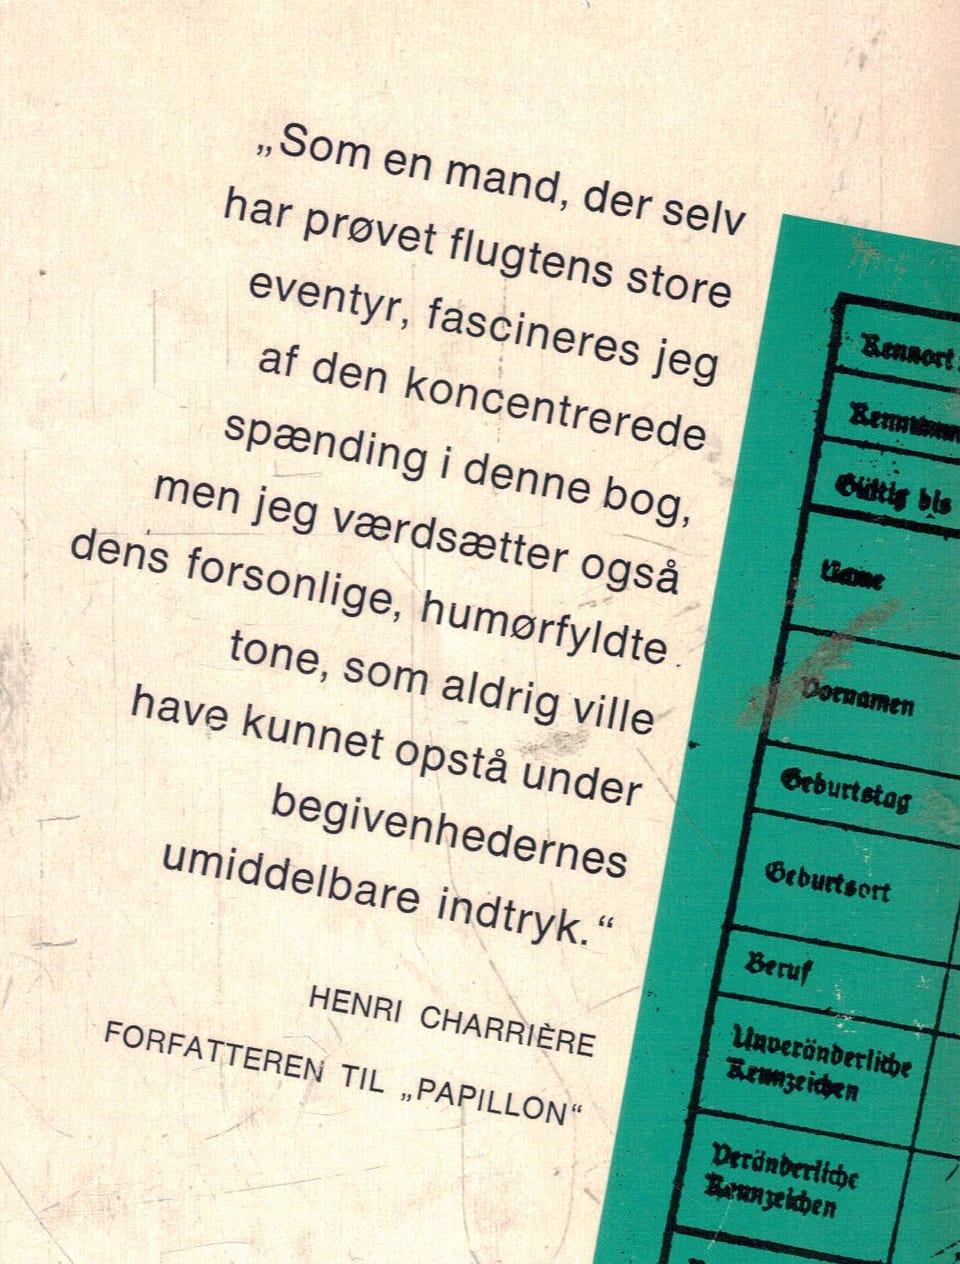 „Som en mand, der selv
har prøvet flugtens store
eventyr, fascineres jeg
af den koncentrerede
spænding i denne bog,
men jeg værdsætter også
dens forsonlige, humørfyldte
tone, som aldrig ville
have kunnet opstå under
begivenhedernes
umiddelbare indtryk.“
HENRI CHARRIÈRE
FORFATTEREN TIL „PAPILLON“
Kennort
Gültig bis
Name
Vornamen
Geburtstag
Geburtsort
Beruf
Unveränderliche
Kennzeichen
Veränderliche
Kennzeichen